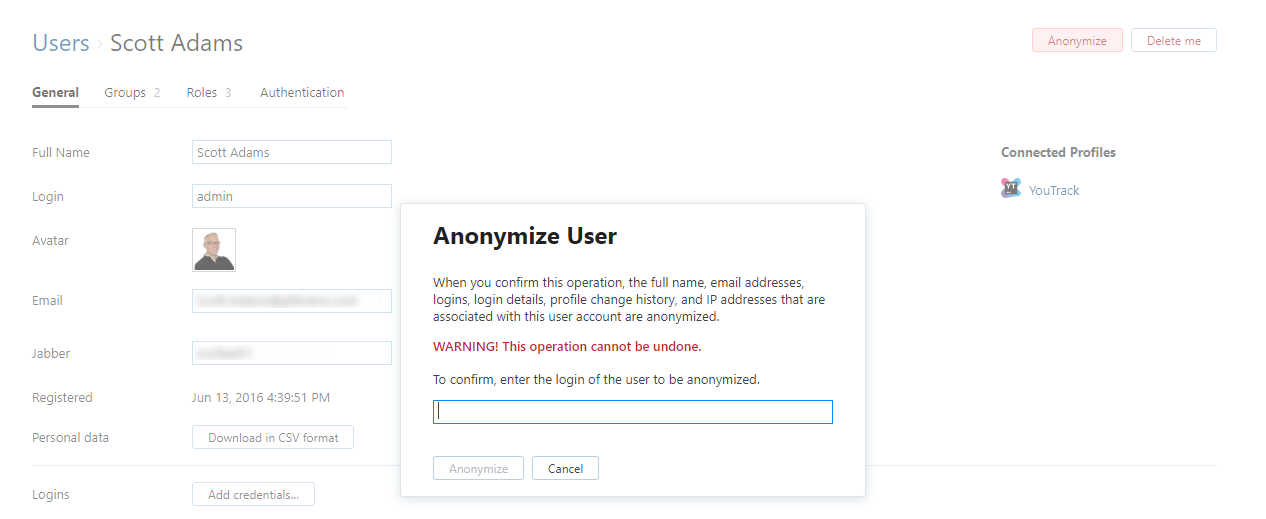 Users › Scott Adams
Anonymize
Delete me
General
Groups 2
Roles 3
Authentication
Full Name
Scott Adams
Login
admin
Avatar
Email
Jabber
Registered
Jun 13, 2016 4:39:51 PM
Personal data
Download in CSV format
Logins
Add credentials...
Connected Profiles
YT
YouTrack
Anonymize User
When you confirm this operation, the full name, email addresses,
logins, login details, profile change history, and IP addresses that are
associated with this user account are anonymized.
WARNING! This operation cannot be undone.
To confirm, enter the login of the user to be anonymized.
Anonymize
Cancel